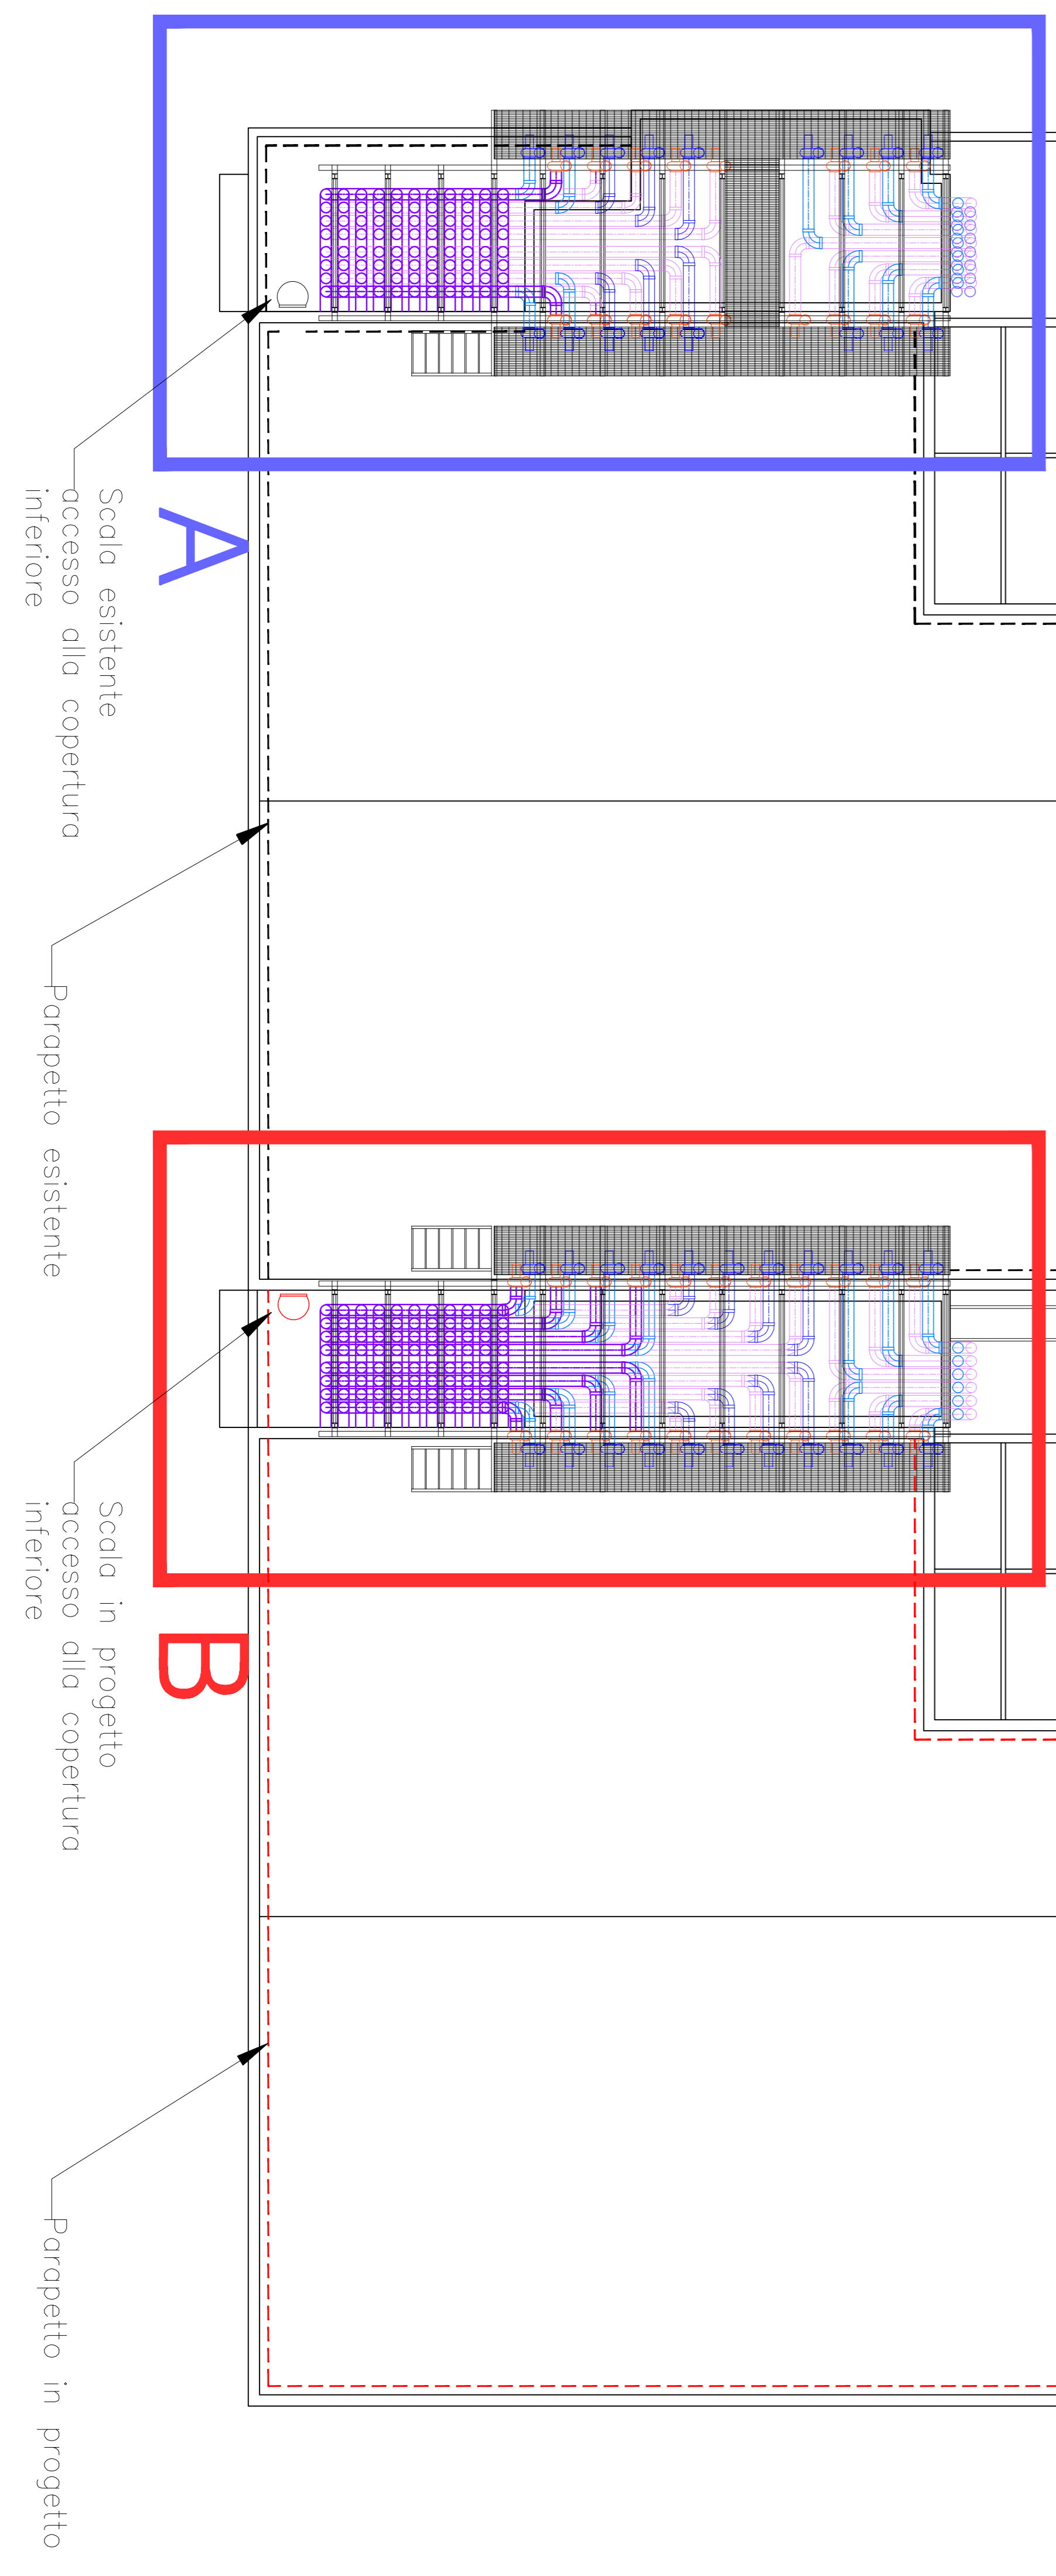 A
Scala esistente
accesso alla copertura
inferiore
Parapetto esistente
B
Scala in progetto
accesso alla copertura
inferiore
Parapetto in progetto